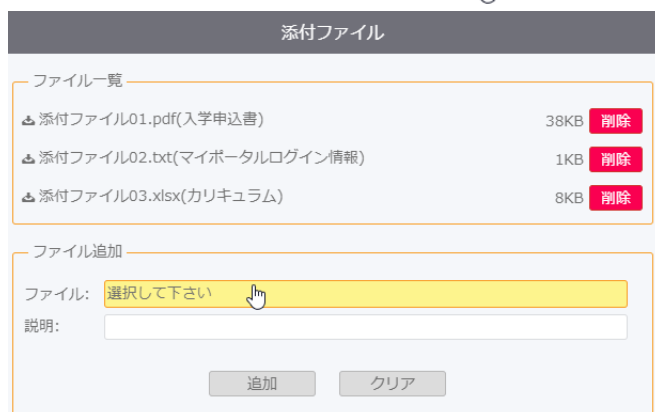 添付ファイル
ファイル一覧
添付ファイル01.pdf(入学申込書) 38KB 削除
添付ファイル02.txt(マイポータルログイン情報) 1KB 削除
添付ファイル03.xlsx(カリキュラム) 8KB 削除
ファイル追加
ファイル: 選択して下さい
説明:
追加 クリア